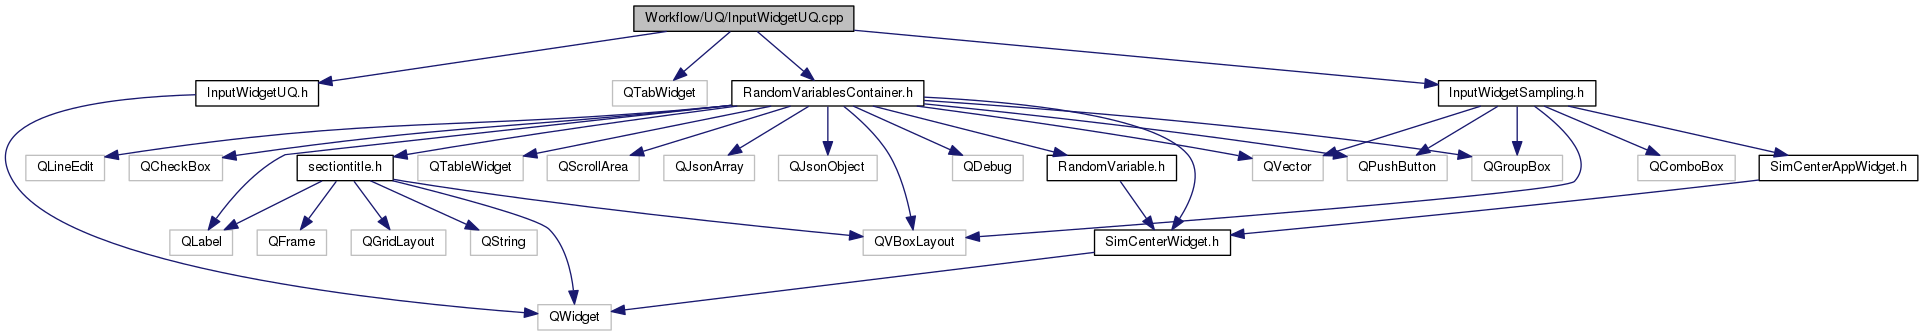 Workflow/UQ/InputWidgetUQ.cpp
InputWidgetUQ.h
QTabWidget
RandomVariablesContainer.h
InputWidgetSampling.h
QLineEdit
QCheckBox
sectiontitle.h
QTableWidget
QScrollArea
QJsonArray
QJsonObject
QDebug
RandomVariable.h
QVector
QPushButton
QGroupBox
QComboBox
SimCenterAppWidget.h
QLabel
QFrame
QGridLayout
QString
QVBoxLayout
SimCenterWidget.h
QWidget